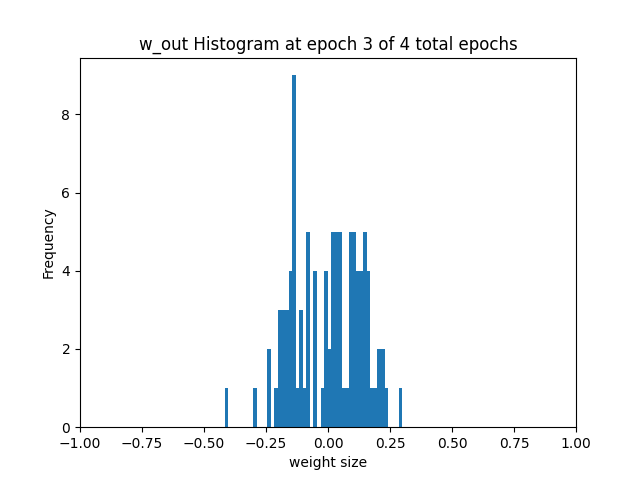 w_out Histogram at epoch 3 of 4 total epochs
Frequency
8
6
4
2
0
−1.00 −0.75 −0.50 −0.25 0.00 0.25 0.50 0.75 1.00
weight size